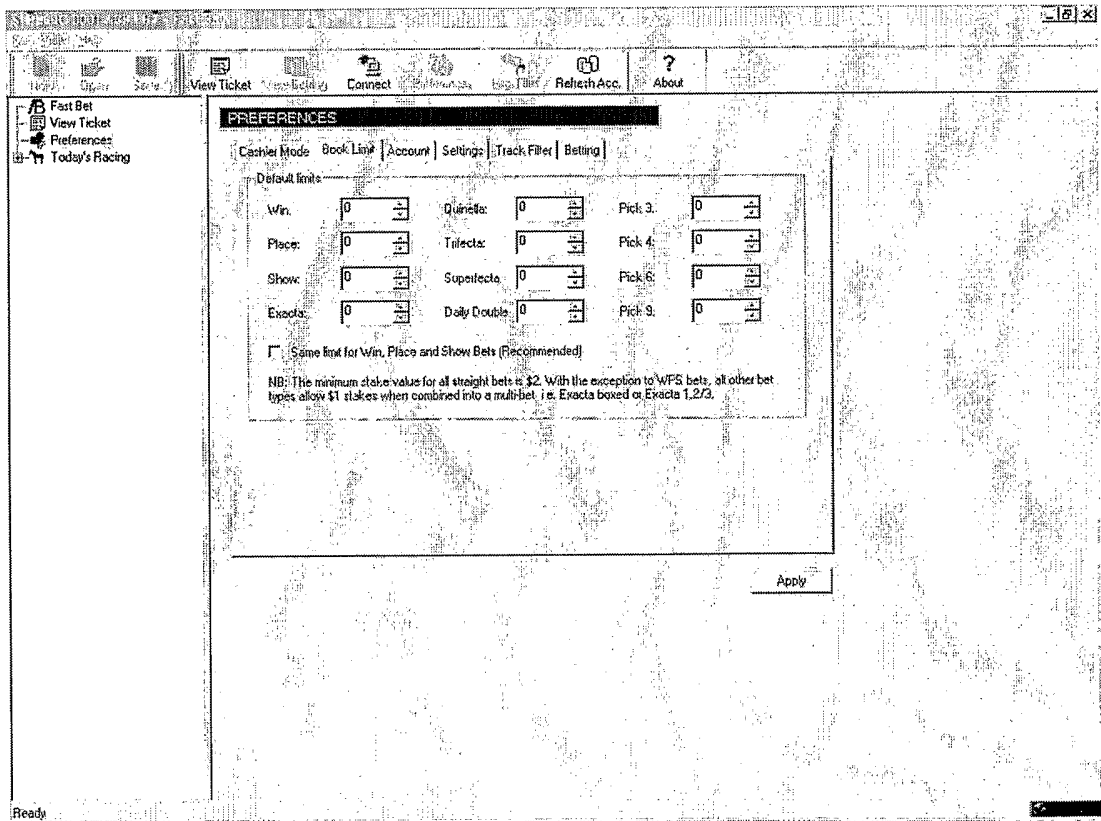 View Ticket Connect Refresh Acc. About
Fast Bet
View Ticket
Preferences
Today's Racing
PREFERENCES
Cashier Mode Book Limit Account Settings Track Filter Betting
Default limits
Win: 0 Quinella: 0 Pick 3: 0
Place: 0 Trifecta: 0 Pick 4: 0
Show: 0 Superfecta 0 Pick 6: 0
Exacta: 0 Daily Double: 0 Pick 9: 0
Same limit for Win, Place and Show Bets (Recommended)
NB: The minimum stake value for all straight bets is $2. With the exception to WPS bets, all other bet
types allow $1 stakes when combined into a multi-bet i.e. Exacta boxed or Exacta 1,2/3.
Apply
Ready